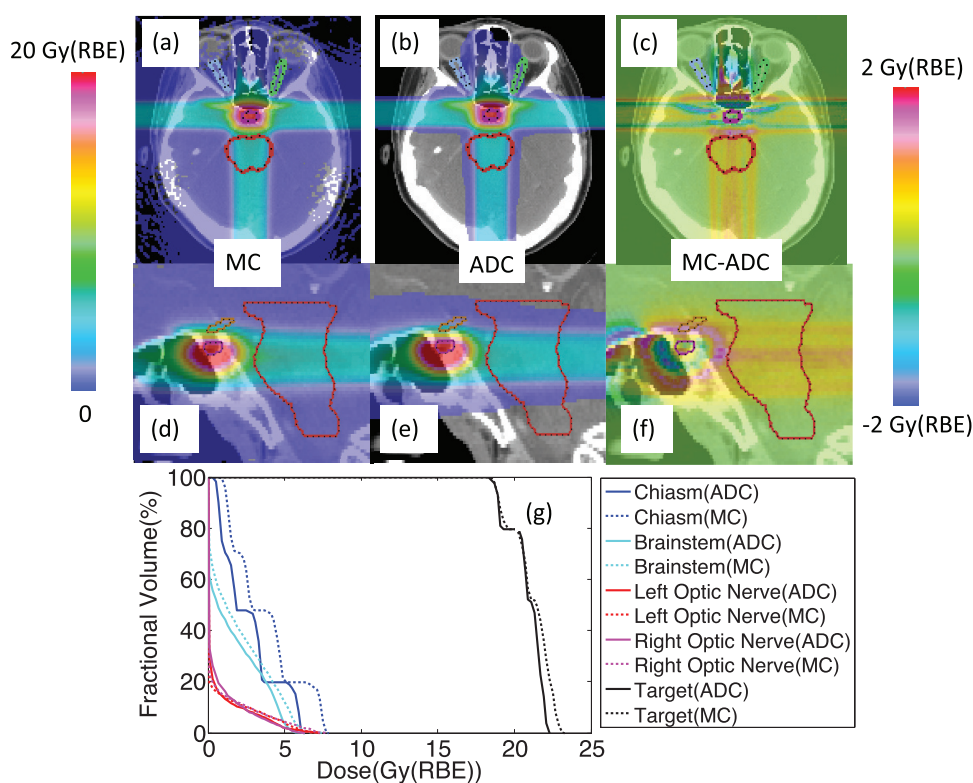 20 Gy(RBE)
0
(a)
(b)
(c)
2 Gy(RBE)
-2 Gy(RBE)
MC
ADC
MC-ADC
(d)
(e)
(f)
(g)
Fractional Volume(%)
100
80
60
40
20
0
0 5 10 15 20 25
Dose(Gy(RBE))
Chiasm(ADC)
Chiasm(MC)
Brainstem(ADC)
Brainstem(MC)
Left Optic Nerve(ADC)
Left Optic Nerve(MC)
Right Optic Nerve(ADC)
Right Optic Nerve(MC)
Target(ADC)
Target(MC)